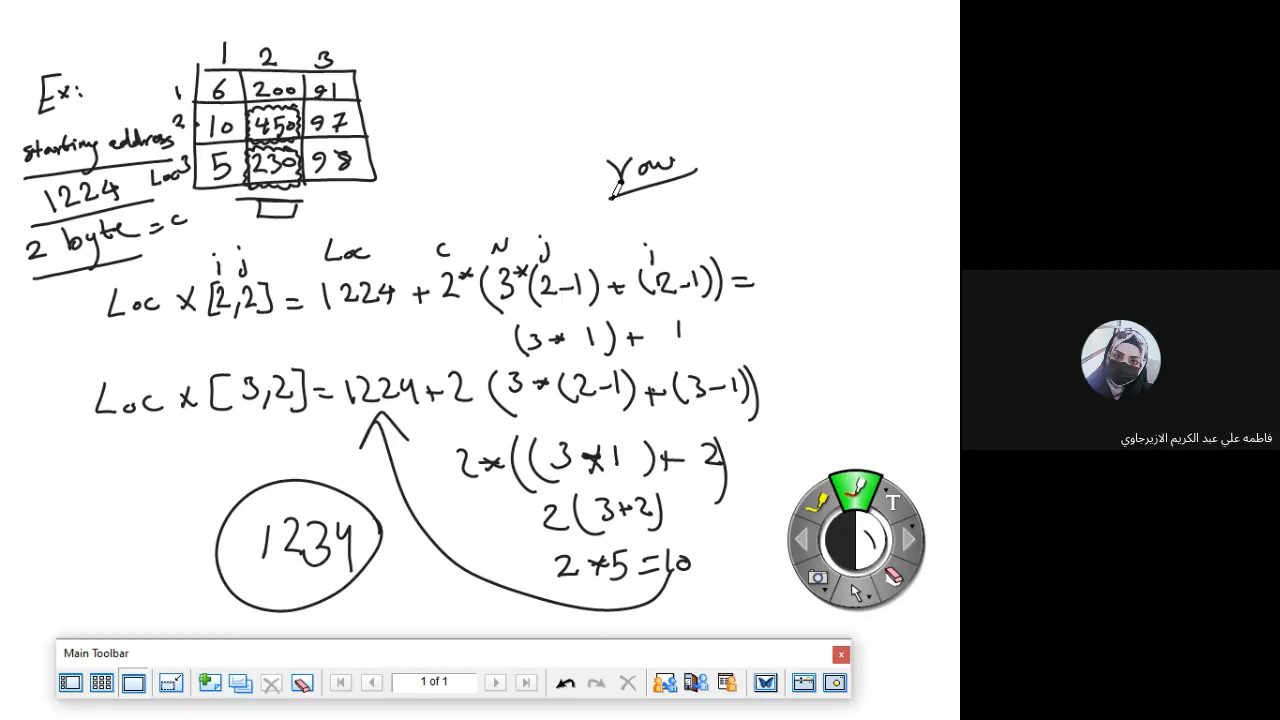 Ex:
1 2 3
1 6 200 91
2 10 450 97
3 5 230 98
starting address
Loc
1224
2 byte = c
row
i j Loc c N j i
Loc x [2,2] = 1224 + 2* (3*(2-1) + (2-1)) =
(3* 1) + 1
Loc x [3,2] = 1224 + 2 (3*(2-1) + (3-1))
2*((3*1) + 2)
2(3+2)
2*5=10
1234
فاطمه علي عبد الكريم الازيرجاوي
T
Main Toolbar
x
1 of 1